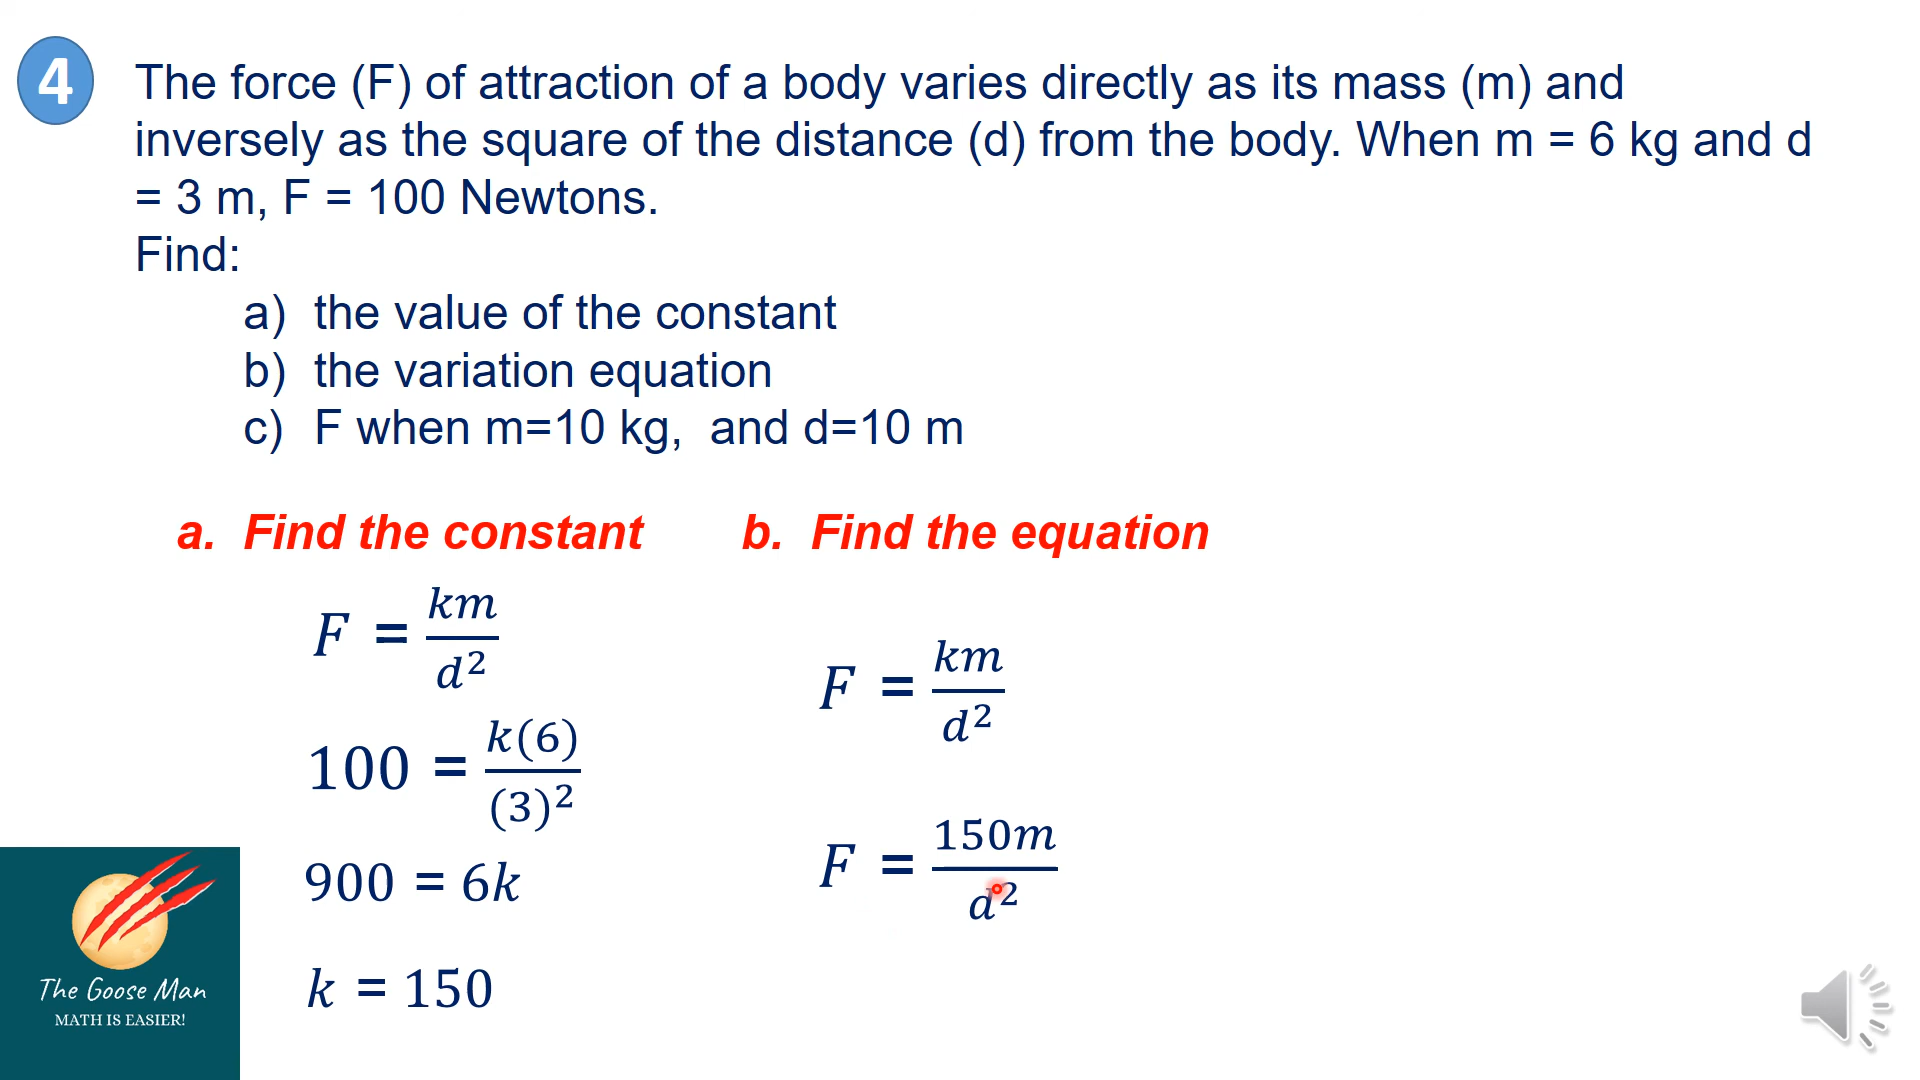 4
The force (F) of attraction of a body varies directly as its mass (m) and
inversely as the square of the distance (d) from the body. When m = 6 kg and d
= 3 m, F = 100 Newtons.
Find:
a) the value of the constant
b) the variation equation
c) F when m=10 kg, and d=10 m
a. Find the constant
F = km/d²
100 = k(6)/(3)²
900 = 6k
k = 150
b. Find the equation
F = km/d²
F = 150m/d²
The Goose Man
MATH IS EASIER!